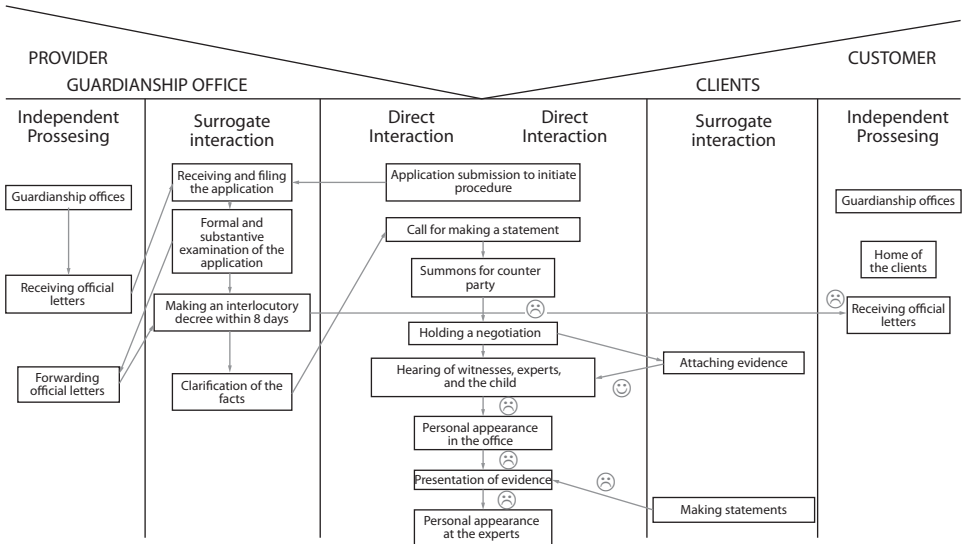 PROVIDER
CUSTOMER
GUARDIANSHIP OFFICE
CLIENTS
Independent
Prossesing
Surrogate
interaction
Direct
Interaction
Direct
Interaction
Surrogate
interaction
Independent
Prossesing
Guardianship offices
Receiving official
letters
Forwarding
official letters
Receiving and filing
the application
Formal and
substantive
examination of the
application
Making an interlocutory
decree within 8 days
Clarification of the
facts
Application submission to initiate
procedure
Call for making a statement
Summons for counter
party
Holding a negotiation
Hearing of witnesses, experts,
and the child
Personal appearance
in the office
Presentation of evidence
Personal appearance
at the experts
Attaching evidence
Making statements
Guardianship offices
Home of
the clients
Receiving official
letters